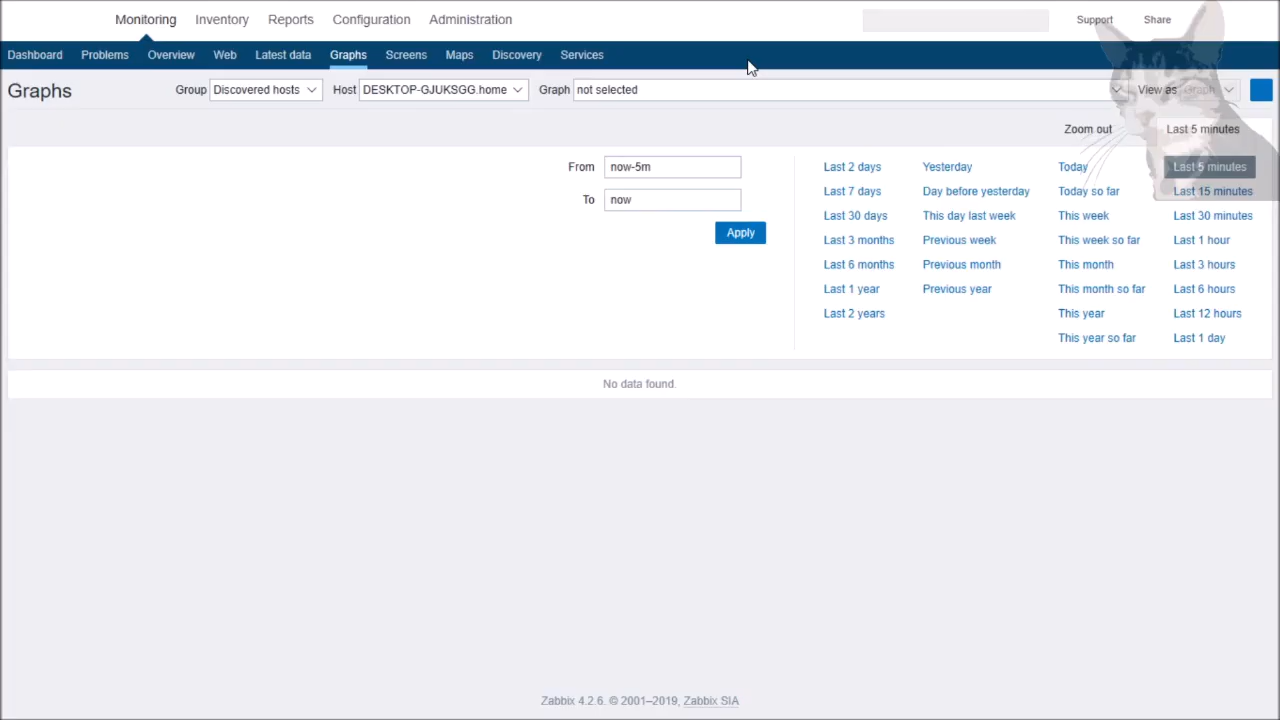 Monitoring Inventory Reports Configuration Administration Support Share
Dashboard Problems Overview Web Latest data Graphs Screens Maps Discovery Services
Graphs Group Discovered hosts Host DESKTOP-GJUKSGG.home Graph not selected View as Graph
Zoom out Last 5 minutes
From now-5m Last 2 days Yesterday Today Last 5 minutes
Last 7 days Day before yesterday Today so far Last 15 minutes
To now
Last 30 days This day last week This week Last 30 minutes
Apply
Last 3 months Previous week This week so far Last 1 hour
Last 6 months Previous month This month Last 3 hours
Last 1 year Previous year This month so far Last 6 hours
Last 2 years This year Last 12 hours
This year so far Last 1 day
No data found.
Zabbix 4.2.6. © 2001–2019, Zabbix SIA